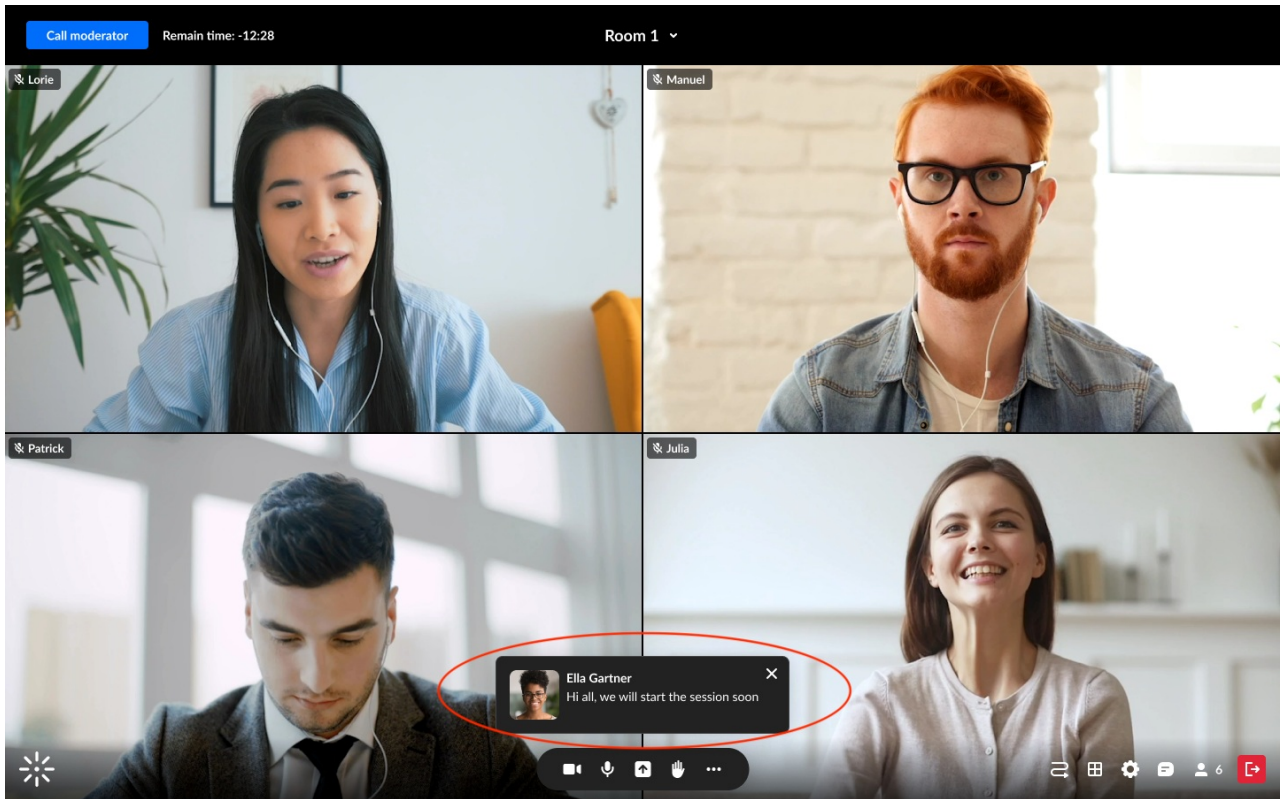 Call moderator
Remain time: -12:28
Room 1
Lorie
Manuel
Patrick
Julia
Ella Gartner
Hi all, we will start the session soon
6